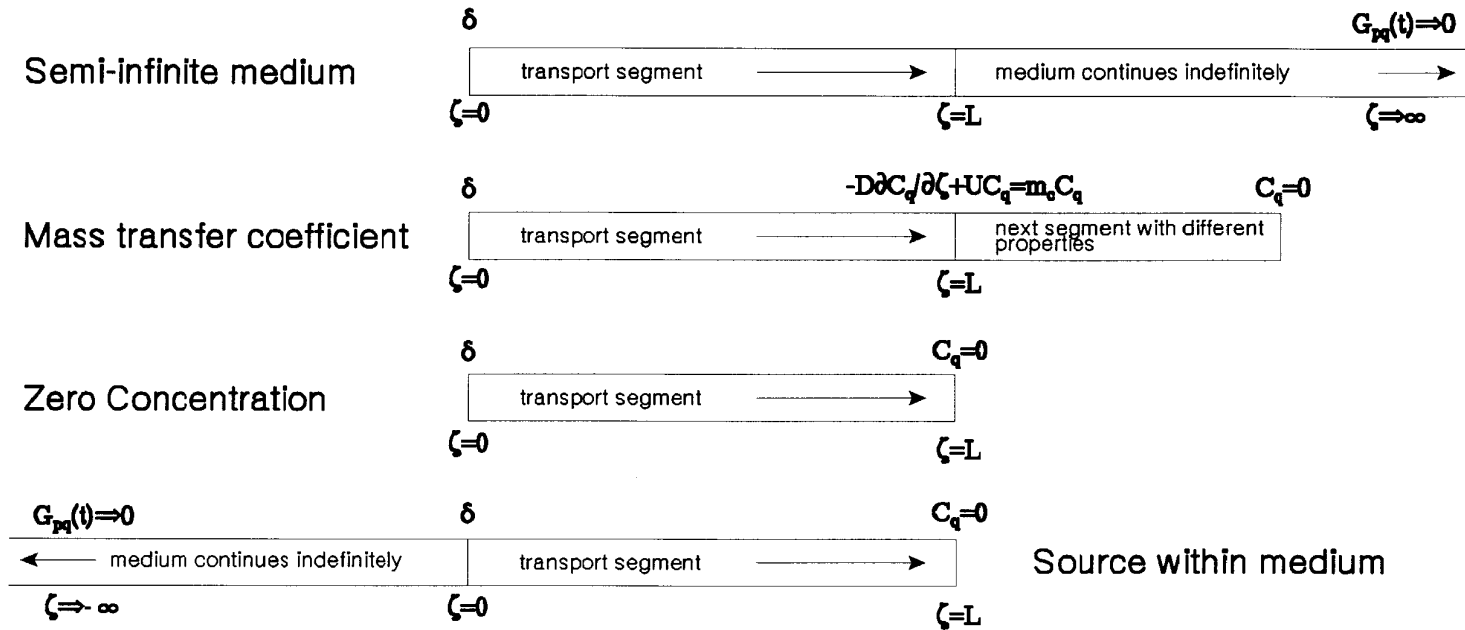 δ G_pq(t)⇒0
Semi-infinite medium transport segment medium continues indefinitely
ζ=0 ζ=L ζ⇒∞
δ -D∂C_q/∂ζ+UC_q=m_cC_q C_q=0
Mass transfer coefficient transport segment next segment with different
properties
ζ=0 ζ=L
δ C_q=0
Zero Concentration transport segment
ζ=0 ζ=L
G_pq(t)⇒0 δ C_q=0
medium continues indefinitely transport segment Source within medium
ζ⇒- ∞ ζ=0 ζ=L